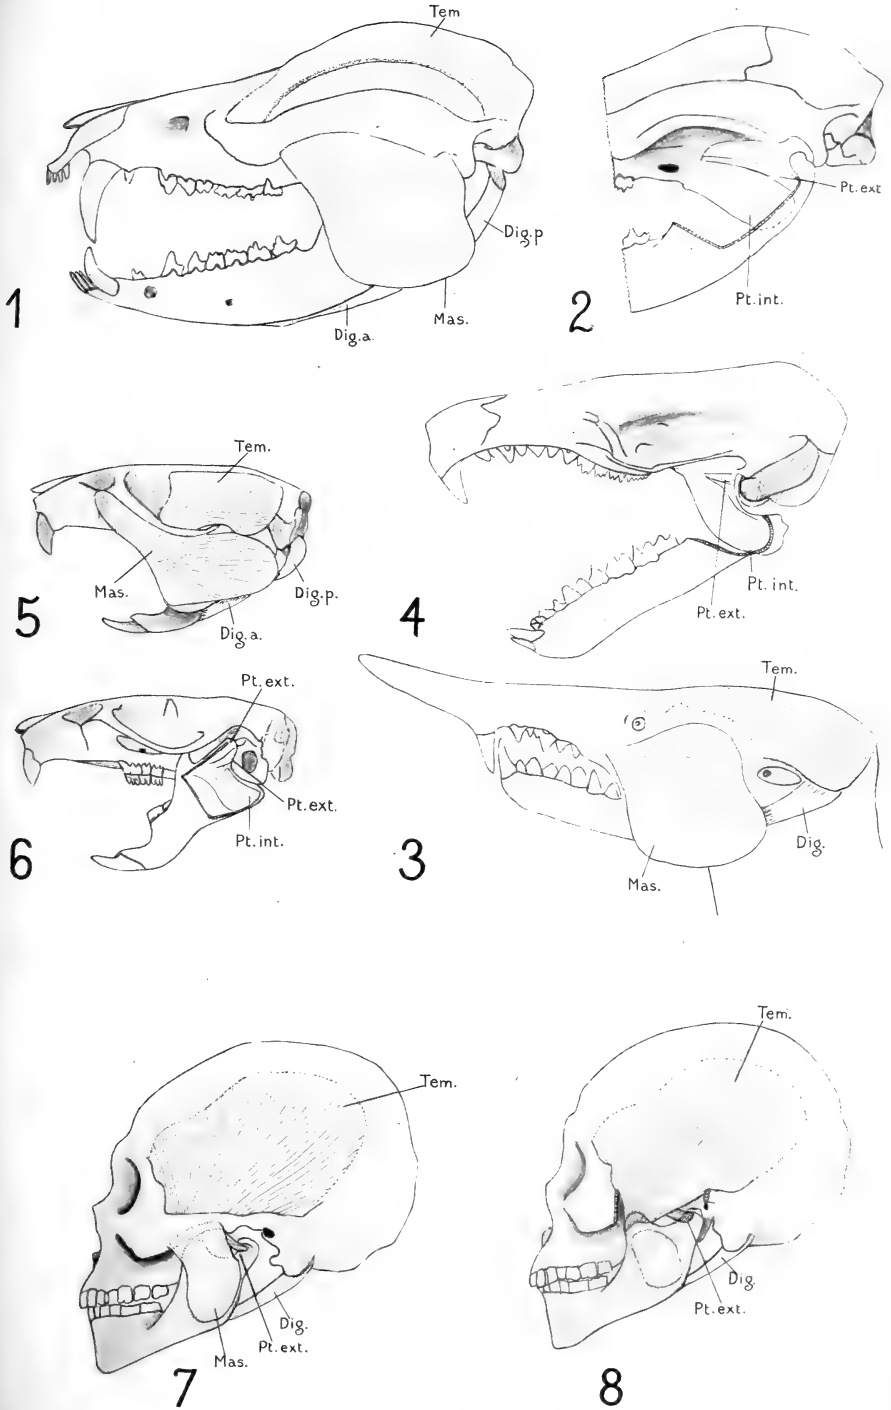 Tem
Dig.p
1
Mas.
Dig.a.
Pt.ext
2
Pt.int.
Tem.
Mas.
Dig.p.
5
Dig.a.
4
Pt. int.
Pt.ext.
Pt.ext.
Pt.ext.
Pt.int.
6
Tem.
3
Dig.
Mas.
Tem.
Dig.
Pt.ext.
Mas.
7
Tem.
Dig.
Pt.ext.
8